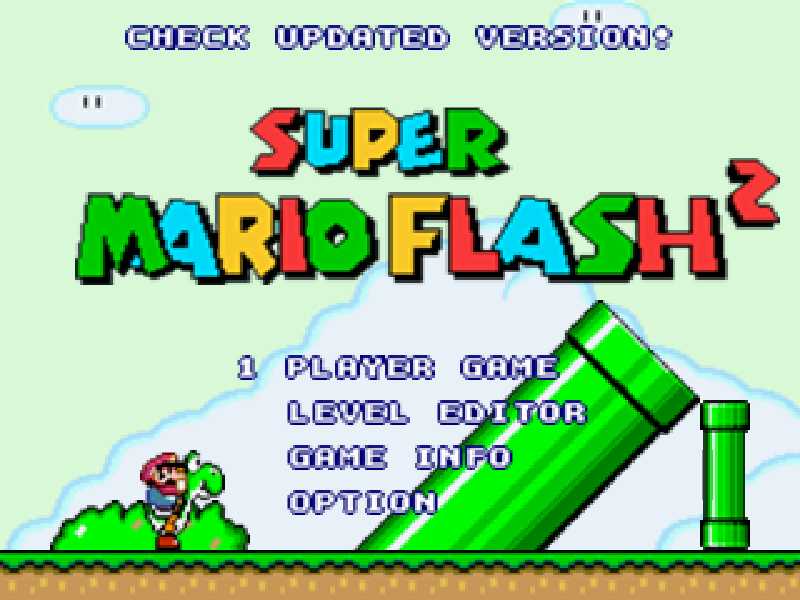 CHECK UPDATED VERSION!
SUPER
MARIO FLASH 2
1 PLAYER GAME
LEVEL EDITOR
GAME INFO
OPTION